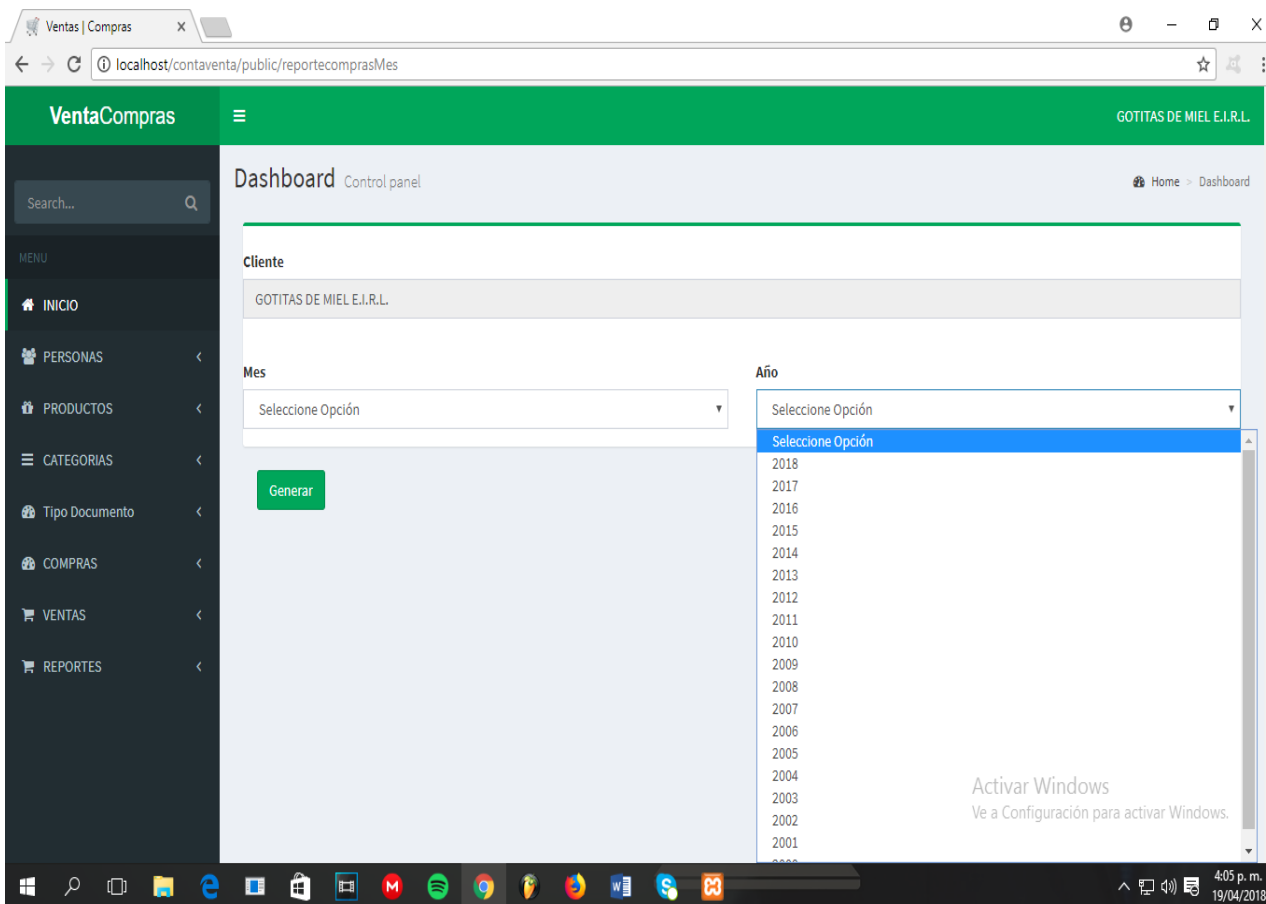 Ventas | Compras
localhost/contaventa/public/reportecomprasMes
VentaCompras
GOTITAS DE MIEL E.I.R.L.
Dashboard Control panel
Home > Dashboard
Search...
MENU
INICIO
PERSONAS
PRODUCTOS
CATEGORIAS
Tipo Documento
COMPRAS
VENTAS
REPORTES
Cliente
GOTITAS DE MIEL E.I.R.L.
Mes
Seleccione Opción
Año
Seleccione Opción
Seleccione Opción
2018
2017
2016
2015
2014
2013
2012
2011
2010
2009
2008
2007
2006
2005
2004
2003
2002
2001
Generar
Activar Windows
Ve a Configuración para activar Windows.
4:05 p. m.
19/04/2018